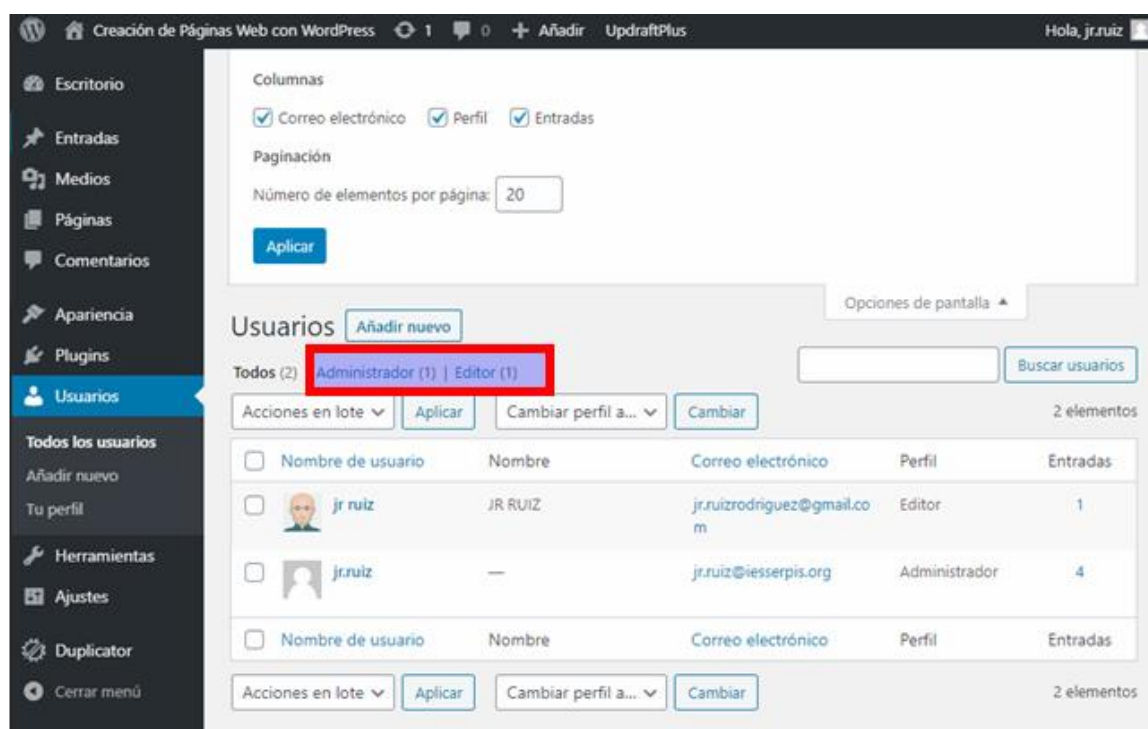 Creación de Páginas Web con WordPress 1 0 + Añadir UpdraftPlus Hola, jr.ruiz
Escritorio
Entradas
Medios
Páginas
Comentarios
Apariencia
Plugins
Usuarios
Todos los usuarios
Añadir nuevo
Tu perfil
Herramientas
Ajustes
Duplicator
Cerrar menú
Columnas
Correo electrónico Perfil Entradas
Paginación
Número de elementos por página: 20
Aplicar
Opciones de pantalla
Usuarios Añadir nuevo
Todos (2) Administrador (1) | Editor (1) Buscar usuarios
Acciones en lote Aplicar Cambiar perfil a... Cambiar 2 elementos
Nombre de usuario Nombre Correo electrónico Perfil Entradas
jr ruiz JR RUIZ jr.ruizrodriguez@gmail.co Editor 1
m
jr.ruiz — jr.ruiz@iesserpis.org Administrador 4
Nombre de usuario Nombre Correo electrónico Perfil Entradas
Acciones en lote Aplicar Cambiar perfil a... Cambiar 2 elementos